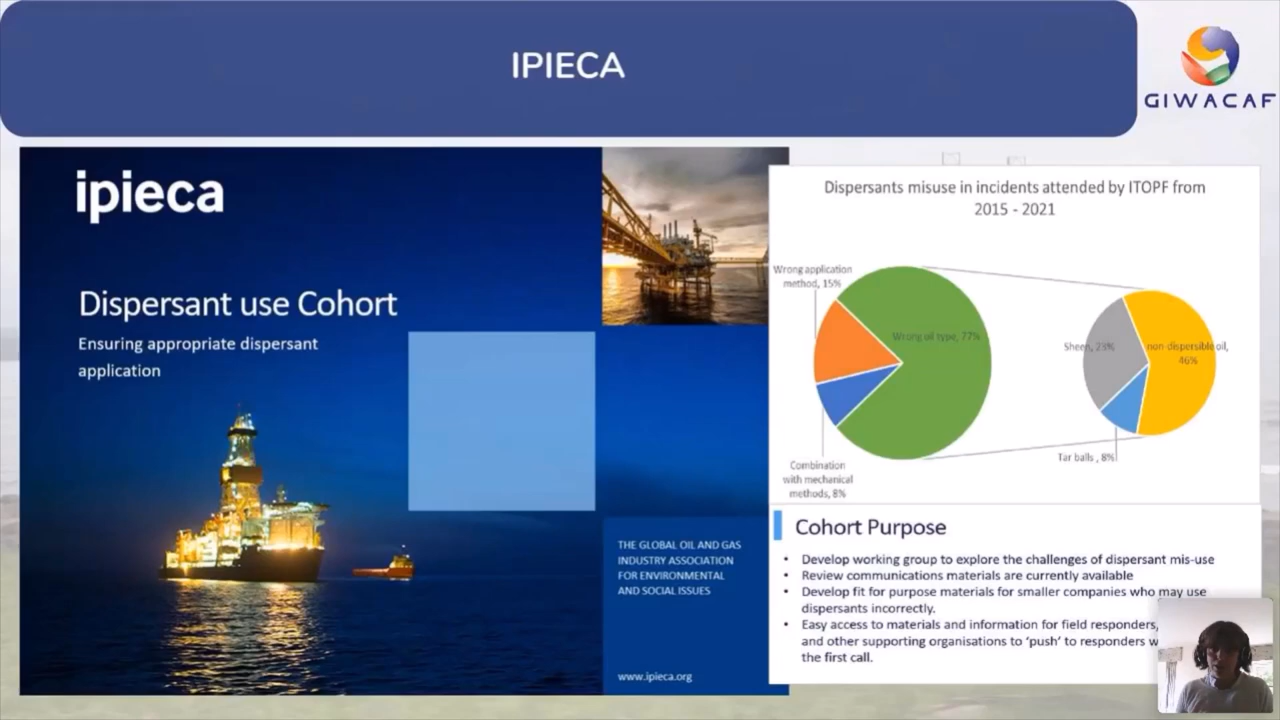 IPIECA
GIWACAF
ipieca
Dispersant use Cohort
Ensuring appropriate dispersant
application
THE GLOBAL OIL AND GAS
INDUSTRY ASSOCIATION
FOR ENVIRONMENTAL
AND SOCIAL ISSUES
www.ipieca.org
Dispersants misuse in incidents attended by ITOPF from
2015 - 2021
Wrong application
method, 15%
Wrong oil type, 77%
Combination
with mechanical
methods, 8%
Sheen, 23%
non-dispersible oil,
46%
Tar balls , 8%
Cohort Purpose
• Develop working group to explore the challenges of dispersant mis-use
• Review communications materials are currently available
• Develop fit for purpose materials for smaller companies who may use
dispersants incorrectly.
• Easy access to materials and information for field responders,
and other supporting organisations to ‘push’ to responders
the first call.